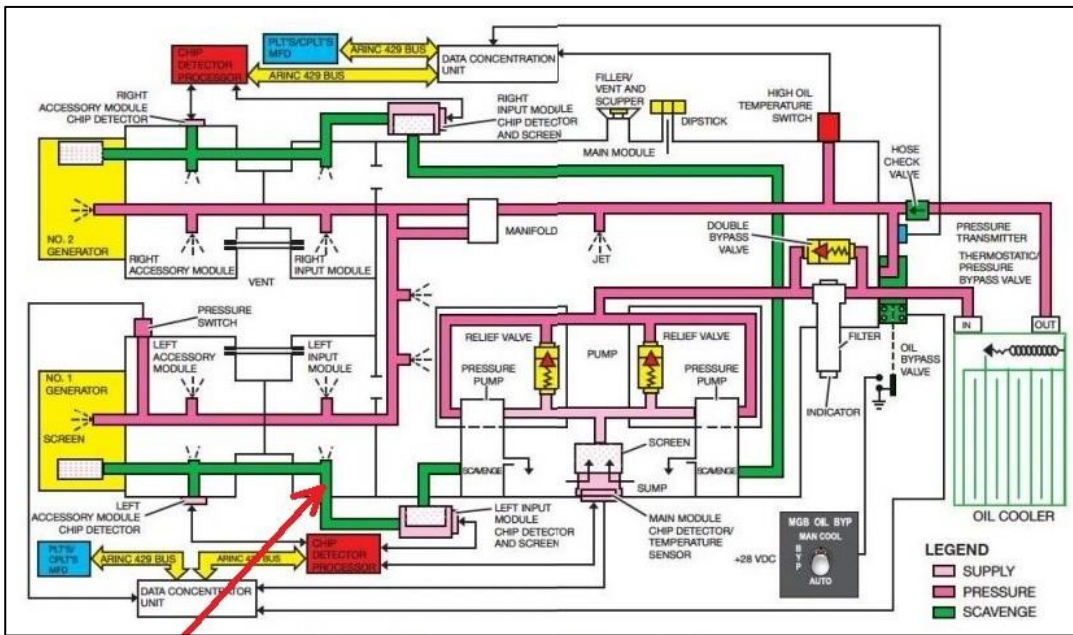 PLT'S/CPLT'S
MFD
ARINC 429 BUS
CHIP
DETECTOR
PROCESSOR
ARINC 429 BUS
DATA CONCENTRATION
UNIT
RIGHT
ACCESSORY MODULE
CHIP DETECTOR
RIGHT
INPUT MODULE
CHIP DETECTOR
AND SCREEN
FILLER/
VENT AND
SCUPPER
DIPSTICK
MAIN MODULE
HIGH OIL
TEMPERATURE
SWITCH
HOSE
CHECK
VALVE
NO. 2
GENERATOR
RIGHT
ACCESSORY MODULE
VENT
RIGHT
INPUT MODULE
MANIFOLD
JET
DOUBLE
BYPASS
VALVE
PRESSURE
TRANSMITTER
THERMOSTATIC/
PRESSURE
BYPASS VALVE
PRESSURE
SWITCH
LEFT
ACCESSORY
MODULE
LEFT
INPUT
MODULE
RELIEF VALVE
PUMP
RELIEF VALVE
PRESSURE
PUMP
PRESSURE
PUMP
FILTER
INDICATOR
OIL
BYPASS
VALVE
IN
OUT
NO. 1
GENERATOR
SCREEN
SCREEN
SCAVENGE
SCAVENGE
SUMP
LEFT
ACCESSORY MODULE
CHIP DETECTOR
LEFT INPUT
MODULE
CHIP DETECTOR
AND SCREEN
MAIN MODULE
CHIP DETECTOR/
TEMPERATURE
SENSOR
OIL COOLER
PLT'S/
CPLT'S
MFD
ARINC 429 BUS
ARINC 429 BUS
CHIP
DETECTOR
PROCESSOR
DATA CONCENTRATOR
UNIT
+28 VDC
MGB OIL BYP
MAN COOL
BYP
AUTO
LEGEND
SUPPLY
PRESSURE
SCAVENGE